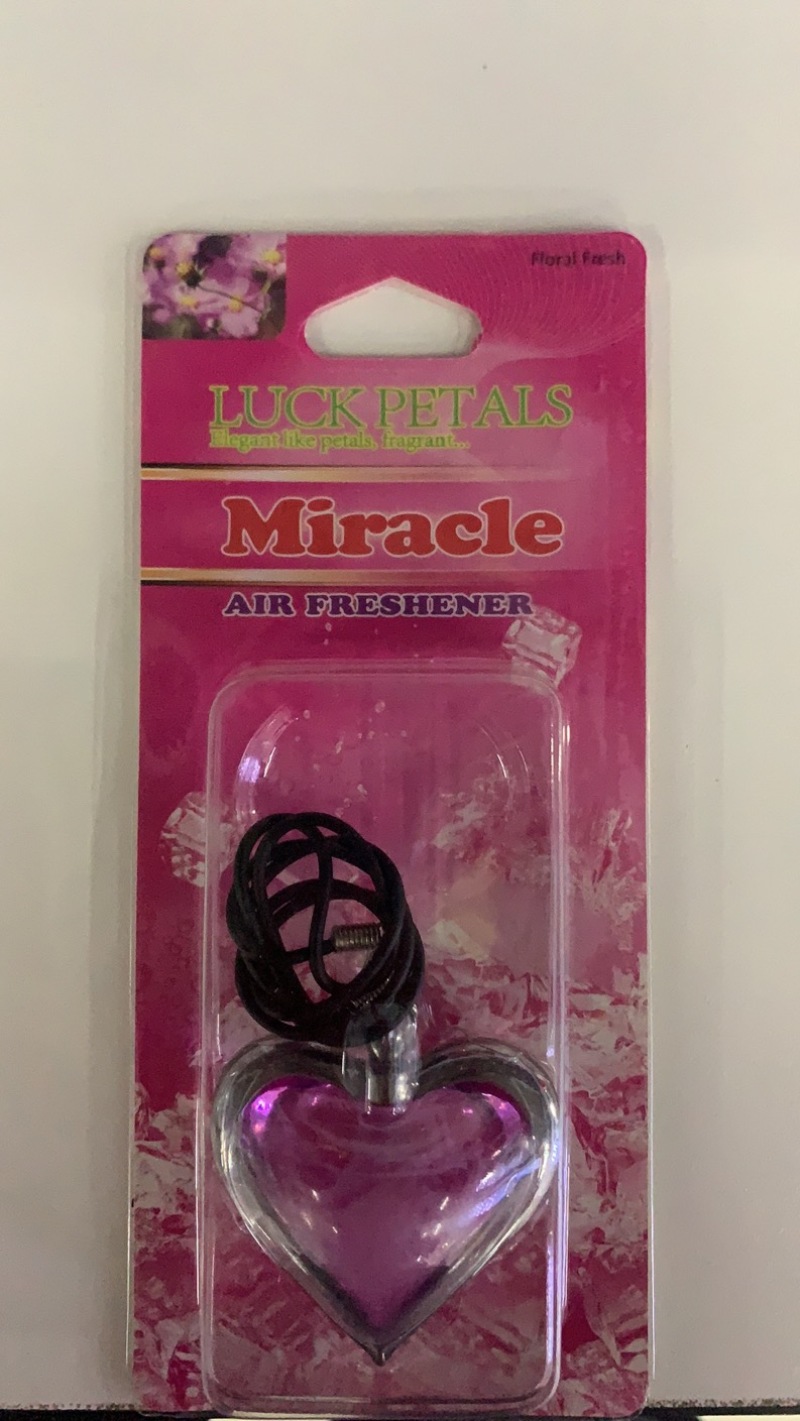 Floral Fresh
LUCK PETALS
Elegant like petals, fragrant...
Miracle
AIR FRESHENER